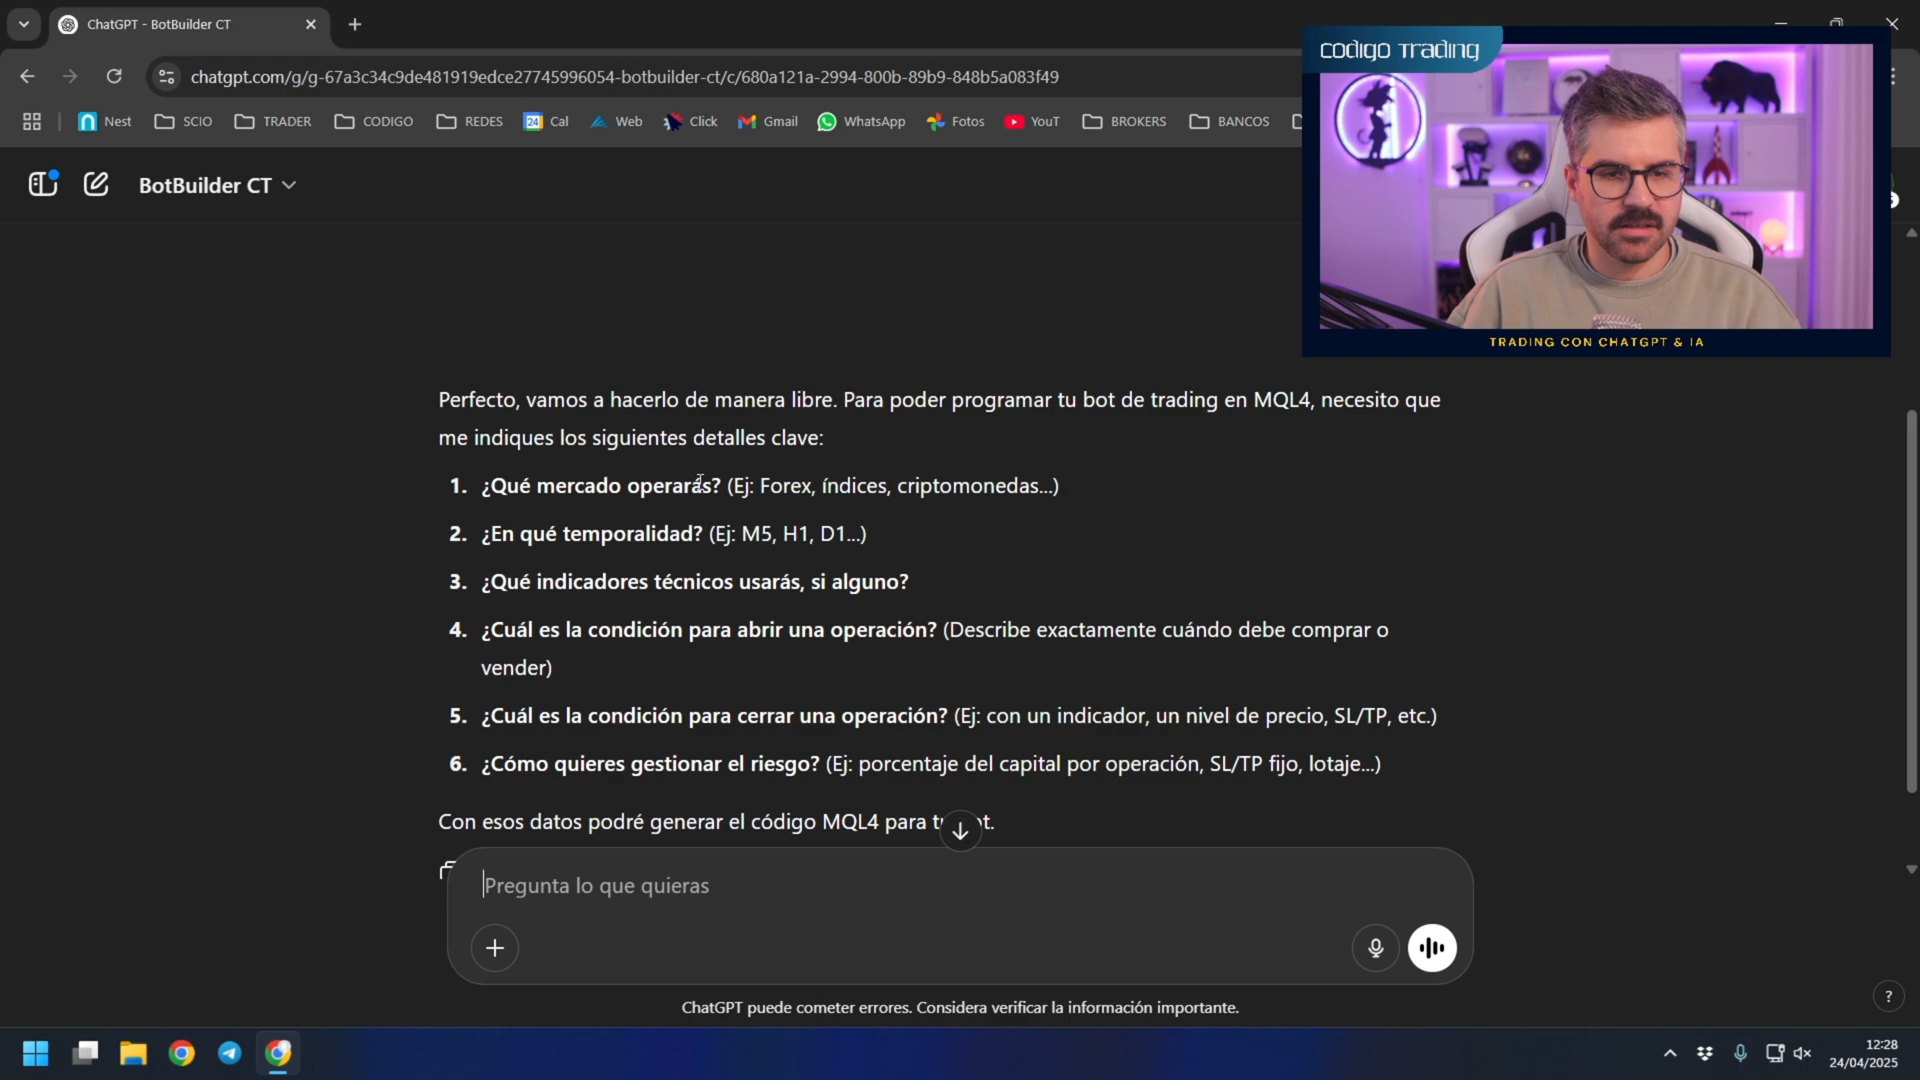 ChatGPT - BotBuilder CT
chatgpt.com/g/g-67a3c34c9de481919edce27745996054-botbuilder-ct/c/680a121a-2994-800b-89b9-848b5a083f49
Nest SCIO TRADER CODIGO REDES 24 Cal Web Click Gmail WhatsApp Fotos YouT BROKERS BANCOS
codigo Trading
TRADING CON CHATGPT & IA
BotBuilder CT
Perfecto, vamos a hacerlo de manera libre. Para poder programar tu bot de trading en MQL4, necesito que
me indiques los siguientes detalles clave:
1. ¿Qué mercado operarás? (Ej: Forex, índices, criptomonedas...)
2. ¿En qué temporalidad? (Ej: M5, H1, D1...)
3. ¿Qué indicadores técnicos usarás, si alguno?
4. ¿Cuál es la condición para abrir una operación? (Describe exactamente cuándo debe comprar o
vender)
5. ¿Cuál es la condición para cerrar una operación? (Ej: con un indicador, un nivel de precio, SL/TP, etc.)
6. ¿Cómo quieres gestionar el riesgo? (Ej: porcentaje del capital por operación, SL/TP fijo, lotaje...)
Con esos datos podré generar el código MQL4 para
Pregunta lo que quieras
ChatGPT puede cometer errores. Considera verificar la información importante.
?
12:28
24/04/2025